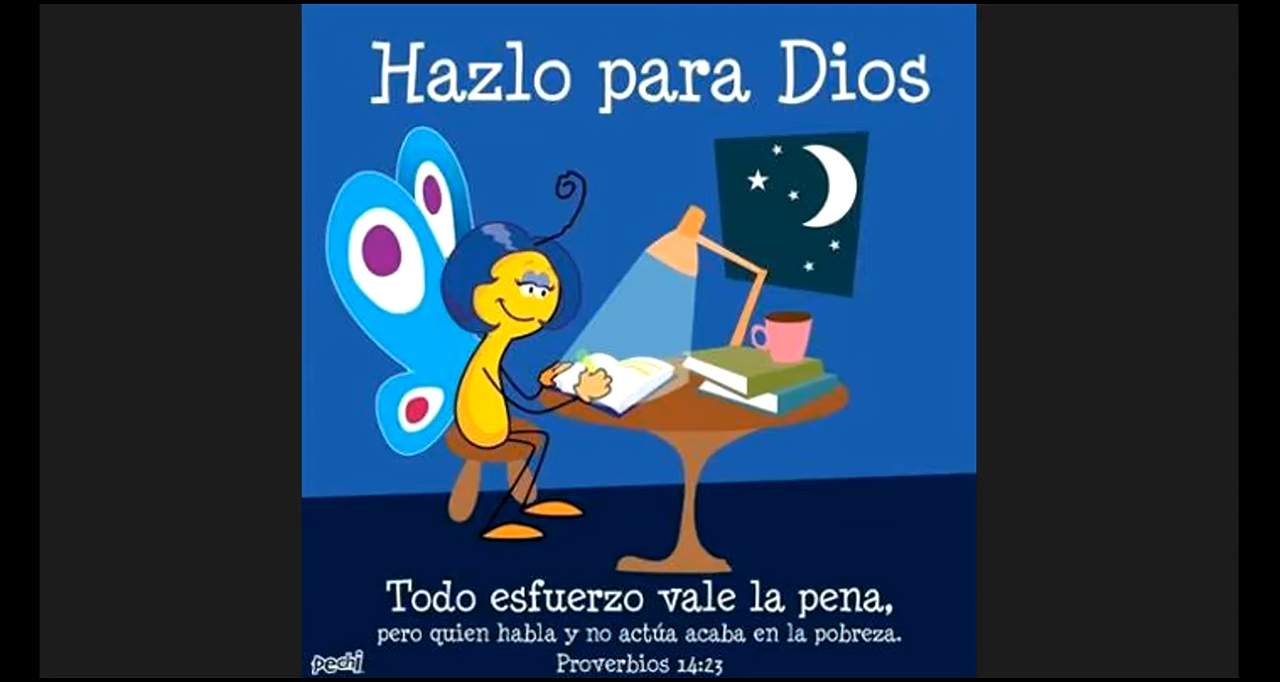 Hazlo para Dios
Todo esfuerzo vale la pena,
pero quien habla y no actúa acaba en la pobreza.
Proverbios 14:23
pechi